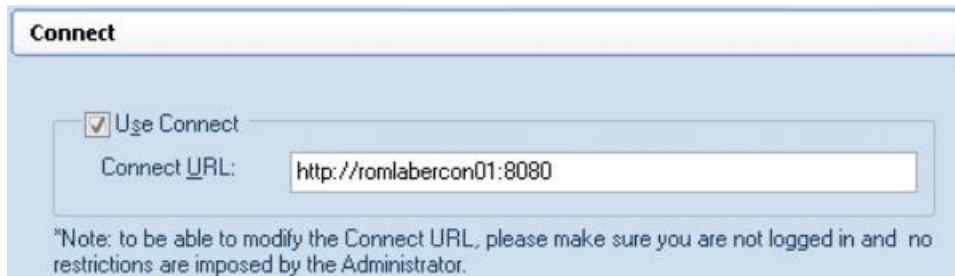 Connect
Use Connect
Connect URL: http://romlabercon01:8080
*Note: to be able to modify the Connect URL, please make sure you are not logged in and no
restrictions are imposed by the Administrator.